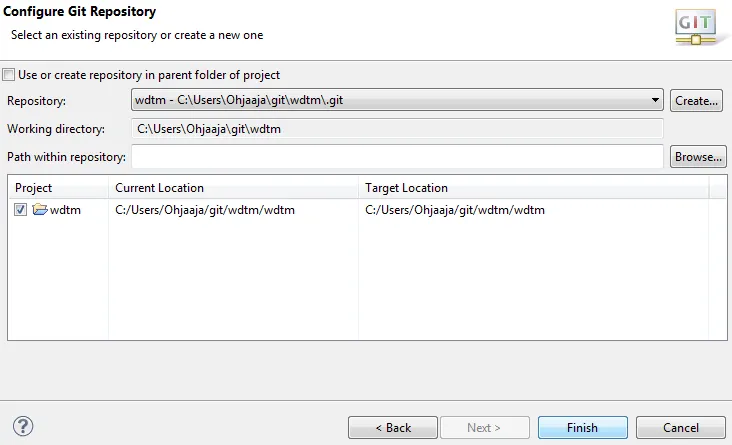 Configure Git Repository
Select an existing repository or create a new one
GIT
Use or create repository in parent folder of project
Repository: wdtm - C:\Users\Ohjaaja\git\wdtm\.git Create...
Working directory: C:\Users\Ohjaaja\git\wdtm
Path within repository: Browse...
Project Current Location Target Location
wdtm C:/Users/Ohjaaja/git/wdtm/wdtm C:/Users/Ohjaaja/git/wdtm/wdtm
? < Back Next > Finish Cancel